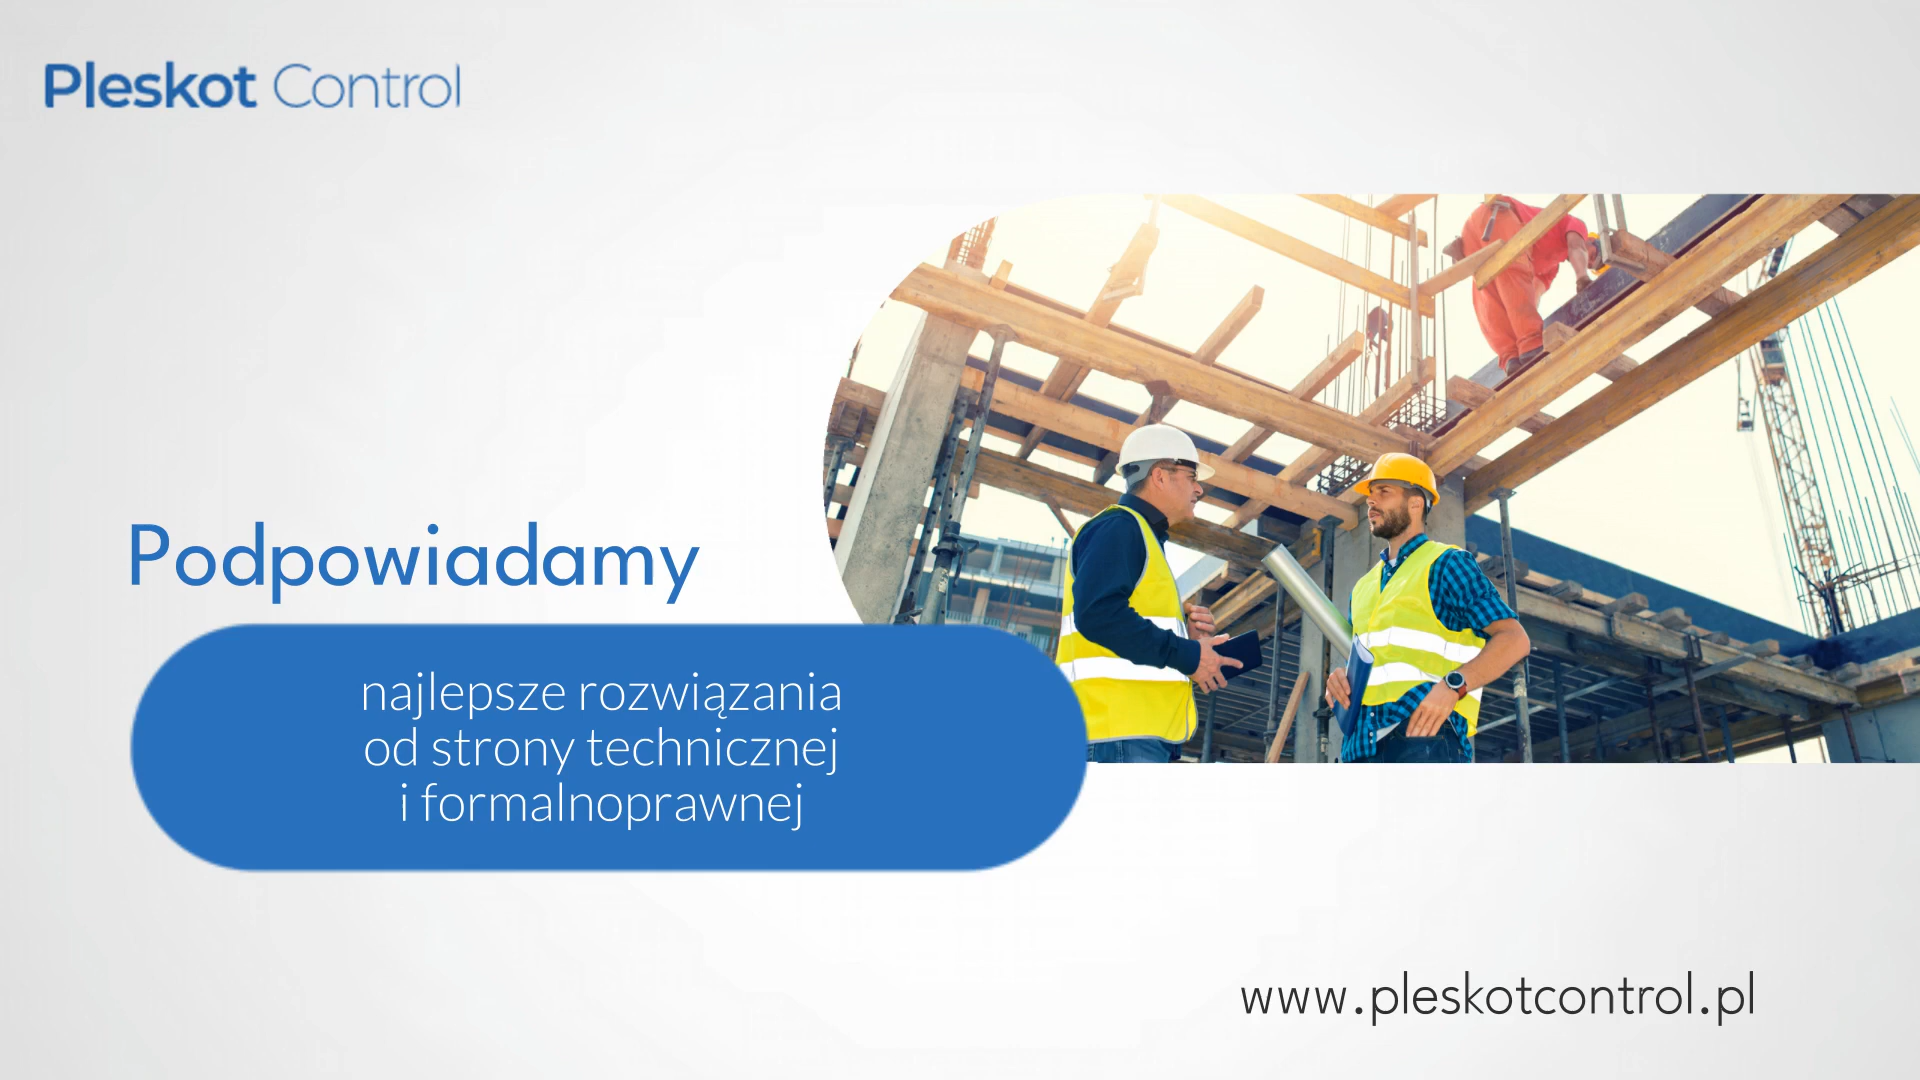 Pleskot Control
Podpowiadamy
najlepsze rozwiązania
od strony technicznej
i formalnoprawnej
www.pleskotcontrol.pl